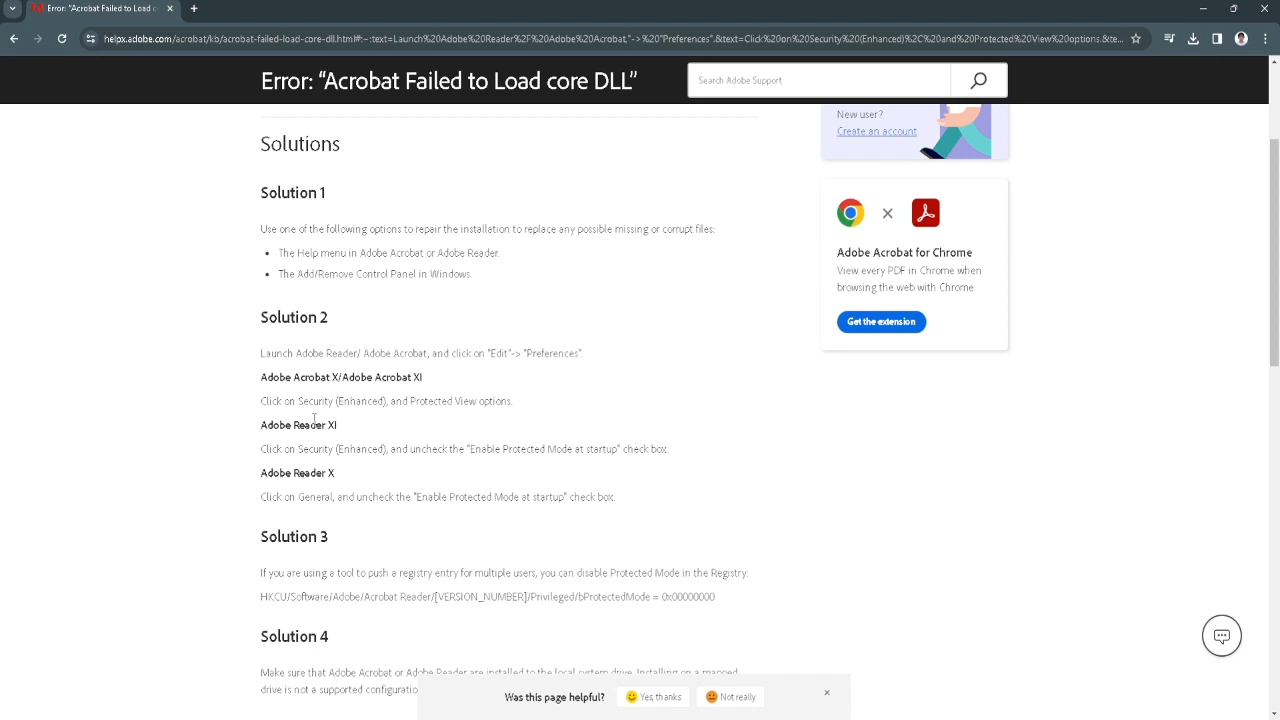 Error: "Acrobat Failed to Load c
helpx.adobe.com/acrobat/kb/acrobat-failed-load-core-dll.html#:~:text=Launch%20Adobe%20Reader%2F%20Adobe%20Acrobat,"->%20"Preferences".&text=Click%20on%20Security%20(Enhanced)%2C%20and%20Protected%20View%20options.&te...
Error: “Acrobat Failed to Load core DLL”
Search Adobe Support
New user?
Create an account
Solutions
Solution 1
Use one of the following options to repair the installation to replace any possible missing or corrupt files:
• The Help menu in Adobe Acrobat or Adobe Reader.
• The Add/Remove Control Panel in Windows.
Adobe Acrobat for Chrome
View every PDF in Chrome when
browsing the web with Chrome.
Get the extension
Solution 2
Launch Adobe Reader/ Adobe Acrobat, and click on "Edit"-> "Preferences".
Adobe Acrobat X/Adobe Acrobat XI
Click on Security (Enhanced), and Protected View options.
Adobe Reader XI
Click on Security (Enhanced), and uncheck the "Enable Protected Mode at startup" check box.
Adobe Reader X
Click on General, and uncheck the "Enable Protected Mode at startup" check box.
Solution 3
If you are using a tool to push a registry entry for multiple users, you can disable Protected Mode in the Registry:
HKCU/Software/Adobe/Acrobat Reader/[VERSION_NUMBER]/Privileged/bProtectedMode = 0x00000000
Solution 4
Make sure that Adobe Acrobat or Adobe Reader are installed to the local system drive. Installing on a mapped
drive is not a supported configuratio
Was this page helpful?
Yes, thanks
Not really